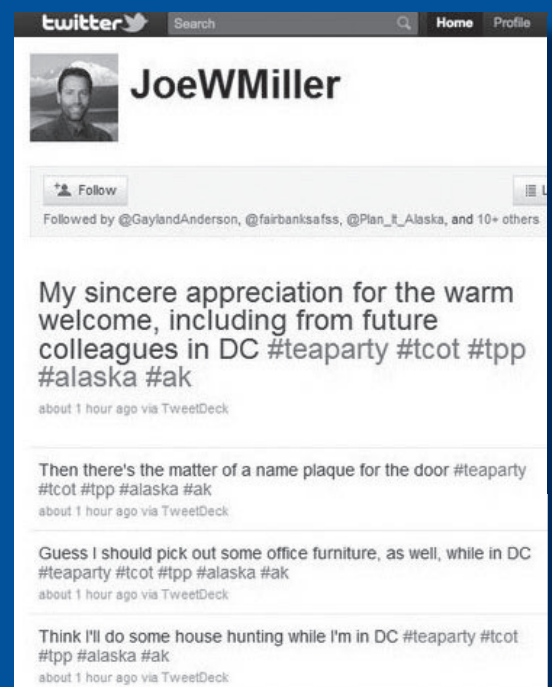 twitter Search Home Profile
JoeWMiller
Follow
Followed by @GaylandAnderson, @fairbanksafss, @Plan_It_Alaska, and 10+ others
My sincere appreciation for the warm
welcome, including from future
colleagues in DC #teaparty #tcot #tpp
#alaska #ak
about 1 hour ago via TweetDeck
Then there's the matter of a name plaque for the door #teaparty
#tcot #tpp #alaska #ak
about 1 hour ago via TweetDeck
Guess I should pick out some office furniture, as well, while in DC
#teaparty #tcot #tpp #alaska #ak
about 1 hour ago via TweetDeck
Think I'll do some house hunting while I'm in DC #teaparty #tcot
#tpp #alaska #ak
about 1 hour ago via TweetDeck